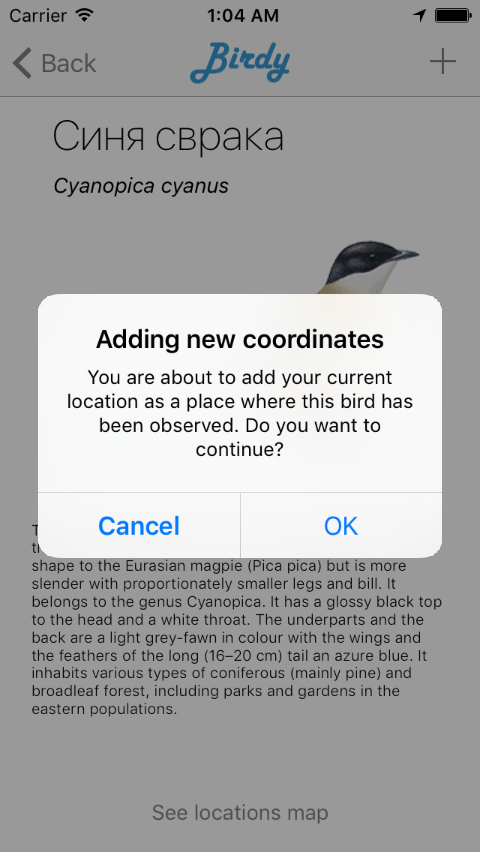 Carrier 1:04 AM
Back Birdy
Синя сврака
Cyanopica cyanus
Adding new coordinates
You are about to add your current
location as a place where this bird has
been observed. Do you want to
continue?
Cancel OK
shape to the Eurasian magpie (Pica pica) but is more
slender with proportionately smaller legs and bill. It
belongs to the genus Cyanopica. It has a glossy black top
to the head and a white throat. The underparts and the
back are a light grey-fawn in colour with the wings and
the feathers of the long (16–20 cm) tail an azure blue. It
inhabits various types of coniferous (mainly pine) and
broadleaf forest, including parks and gardens in the
eastern populations.
See locations map